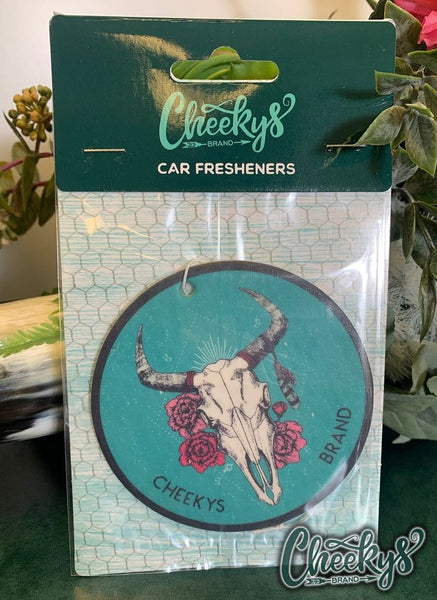 Cheekys
BRAND
CAR FRESHENERS
CHEEKYS
BRAND
Cheekys
BRAND